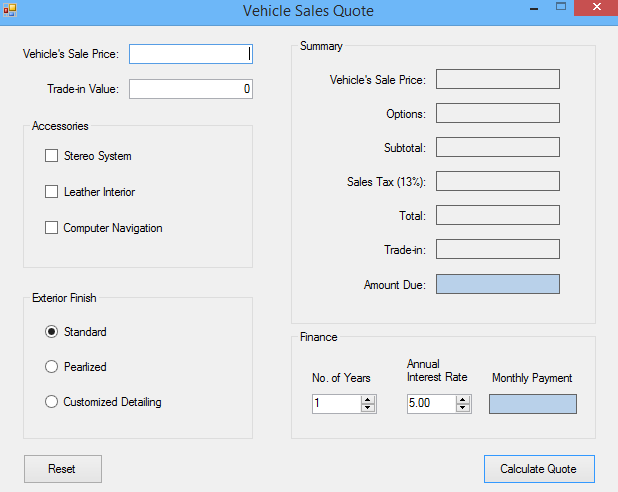 Vehicle Sales Quote
Vehicle's Sale Price:
Trade-in Value: 0
Accessories
Stereo System
Leather Interior
Computer Navigation
Exterior Finish
Standard
Pearlized
Customized Detailing
Reset
Summary
Vehicle's Sale Price:
Options:
Subtotal:
Sales Tax (13%):
Total:
Trade-in:
Amount Due:
Finance
No. of Years
Annual
Interest Rate
Monthly Payment
1
5.00
Calculate Quote